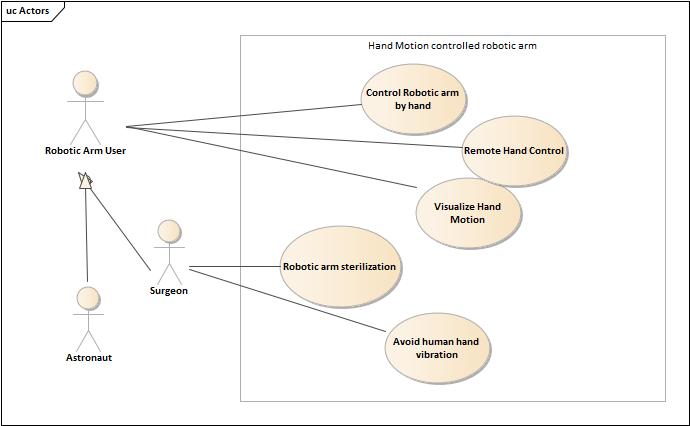 uc Actors
Hand Motion controlled robotic arm
Control Robotic arm
by hand
Robotic Arm User
Remote Hand Control
Visualize Hand
Motion
Robotic arm sterilization
Surgeon
Avoid human hand
vibration
Astronaut